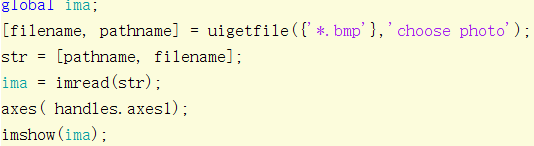 global ima;
[filename, pathname] = uigetfile({'*.bmp'},'choose photo');
str = [pathname, filename];
ima = imread(str);
axes( handles.axes1);
imshow(ima);